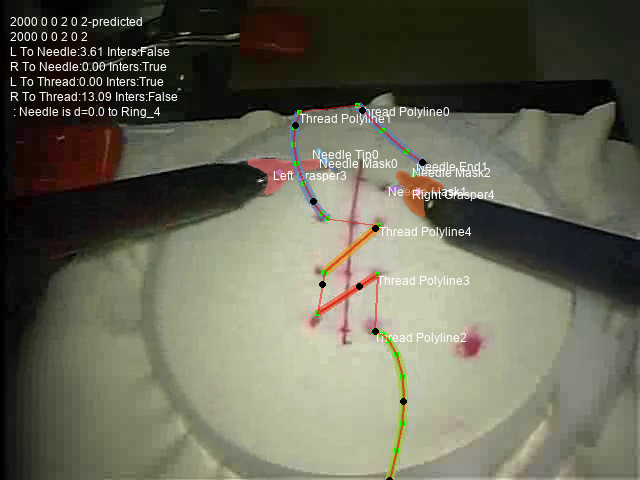 2000 0 0 2 0 2-predicted
2000 0 0 2 0 2
L To Needle:3.61 Inters:False
R To Needle:0.00 Inters:True
L To Thread:0.00 Inters:True
R To Thread:13.09 Inters:False
: Needle is d=0.0 to Ring_4
Thread Polyline1
Thread Polyline0
Needle Tip0
Needle Mask0
Needle End1
Needle Mask2
Left Grasper3
Needle Mask1
Right Grasper4
Thread Polyline4
Thread Polyline3
Thread Polyline2